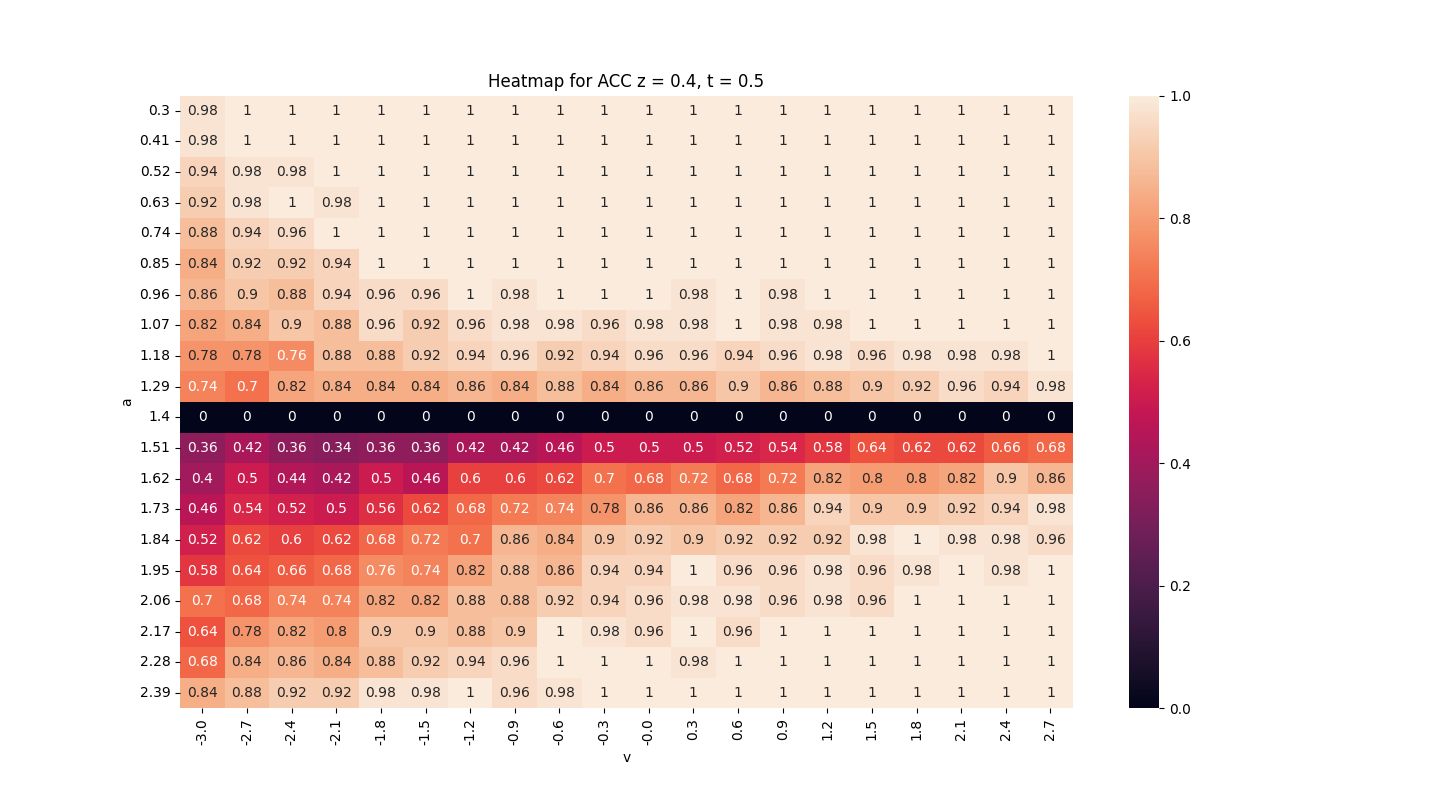 Heatmap for ACC z = 0.4, t = 0.5
0.3 0.98 1 1 1 1 1 1 1 1 1 1 1 1 1 1 1 1 1 1 1
0.41 0.98 1 1 1 1 1 1 1 1 1 1 1 1 1 1 1 1 1 1 1
0.52 0.94 0.98 0.98 1 1 1 1 1 1 1 1 1 1 1 1 1 1 1 1 1
0.63 0.92 0.98 1 0.98 1 1 1 1 1 1 1 1 1 1 1 1 1 1 1 1
0.74 0.88 0.94 0.96 1 1 1 1 1 1 1 1 1 1 1 1 1 1 1 1 1
0.85 0.84 0.92 0.92 0.94 1 1 1 1 1 1 1 1 1 1 1 1 1 1 1 1
0.96 0.86 0.9 0.88 0.94 0.96 0.96 1 0.98 1 1 1 0.98 1 0.98 1 1 1 1 1 1
1.07 0.82 0.84 0.9 0.88 0.96 0.92 0.96 0.98 0.98 0.96 0.98 0.98 1 0.98 0.98 1 1 1 1 1
1.18 0.78 0.78 0.76 0.88 0.88 0.92 0.94 0.96 0.92 0.94 0.96 0.96 0.94 0.96 0.98 0.96 0.98 0.98 0.98 1
1.29 0.74 0.7 0.82 0.84 0.84 0.84 0.86 0.84 0.88 0.84 0.86 0.86 0.9 0.86 0.88 0.9 0.92 0.96 0.94 0.98
a
1.4 0 0 0 0 0 0 0 0 0 0 0 0 0 0 0 0 0 0 0 0
1.51 0.36 0.42 0.36 0.34 0.36 0.36 0.42 0.42 0.46 0.5 0.5 0.5 0.52 0.54 0.58 0.64 0.62 0.62 0.66 0.68
1.62 0.4 0.5 0.44 0.42 0.5 0.46 0.6 0.6 0.62 0.7 0.68 0.72 0.68 0.72 0.82 0.8 0.8 0.82 0.9 0.86
1.73 0.46 0.54 0.52 0.5 0.56 0.62 0.68 0.72 0.74 0.78 0.86 0.86 0.82 0.86 0.94 0.9 0.9 0.92 0.94 0.98
1.84 0.52 0.62 0.6 0.62 0.68 0.72 0.7 0.86 0.84 0.9 0.92 0.9 0.92 0.92 0.92 0.98 1 0.98 0.98 0.96
1.95 0.58 0.64 0.66 0.68 0.76 0.74 0.82 0.88 0.86 0.94 0.94 1 0.96 0.96 0.98 0.96 0.98 1 0.98 1
2.06 0.7 0.68 0.74 0.74 0.82 0.82 0.88 0.88 0.92 0.94 0.96 0.98 0.98 0.96 0.98 0.96 1 1 1 1
2.17 0.64 0.78 0.82 0.8 0.9 0.9 0.88 0.9 1 0.98 0.96 1 0.96 1 1 1 1 1 1 1
2.28 0.68 0.84 0.86 0.84 0.88 0.92 0.94 0.96 1 1 1 0.98 1 1 1 1 1 1 1 1
2.39 0.84 0.88 0.92 0.92 0.98 0.98 1 0.96 0.98 1 1 1 1 1 1 1 1 1 1 1
-3.0 -2.7 -2.4 -2.1 -1.8 -1.5 -1.2 -0.9 -0.6 -0.3 -0.0 0.3 0.6 0.9 1.2 1.5 1.8 2.1 2.4 2.7
v
1.0
0.8
0.6
0.4
0.2
0.0